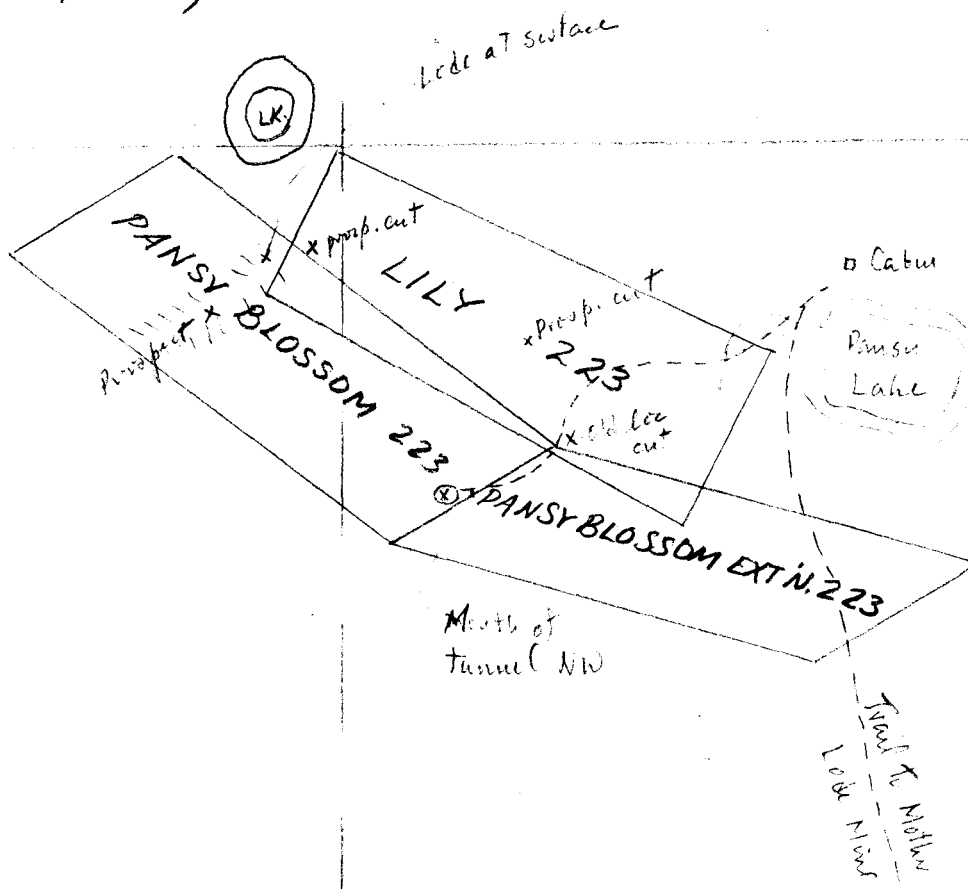 Lode at surface
LK.
PANSY BLOSSOM 223
x prosp. cut
LILY
223
x Prosp. cut
Cabin
Pansy
Lake
Prospect
x old loc
cut
x PANSY BLOSSOM EXT'N. 223
Mouth of
tunnel NW
Trail to Mother
Lode Mine